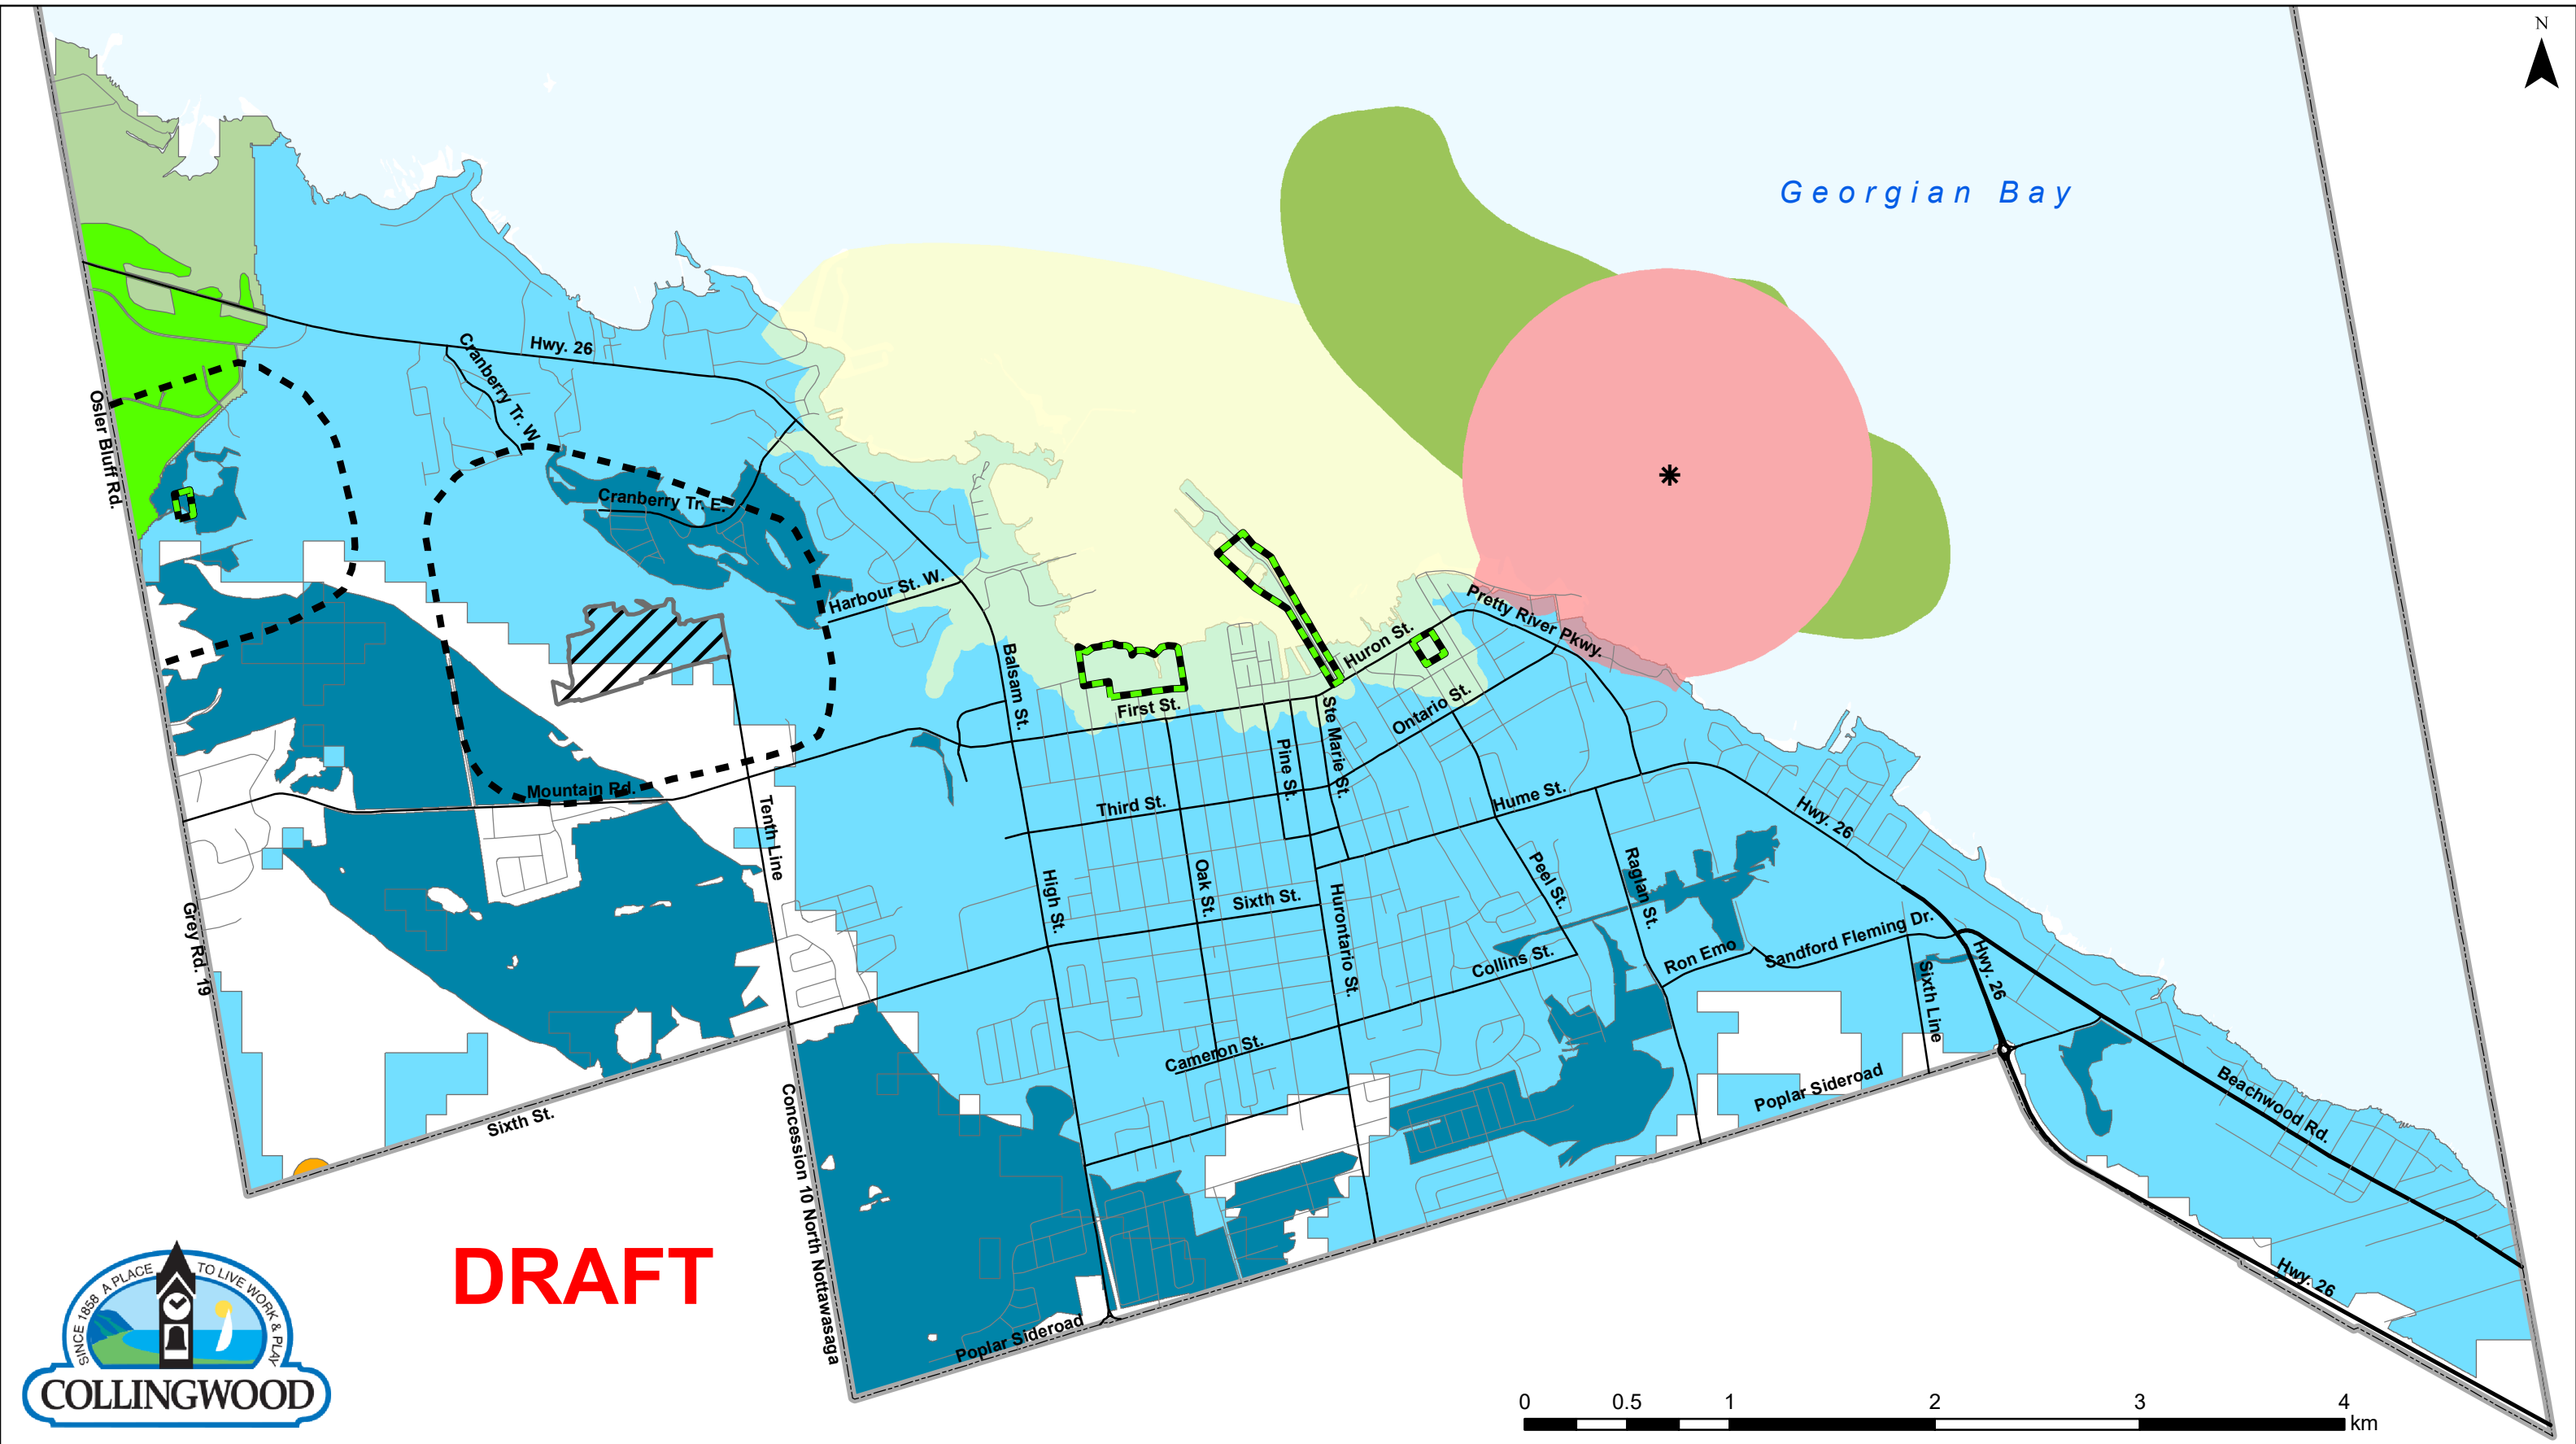 N
Georgian Bay
Hwy. 26
Cranberry Tr. W
Osler Bluff Rd.
Cranberry Tr. E.
Harbour St. W.
Pretty River Pkwy.
Huron St.
Balsam St.
First St.
Ontario St.
Ste Marie St.
Pine St.
Mountain Rd.
Third St.
Hume St.
Hwy. 26
Tenth Line
Oak St.
High St.
Sixth St.
Peel St.
Raglan St.
Hurontario St.
Grey Rd. 19
Collins St.
Ron Emo
Sandford Fleming Dr.
Sixth Line
Hwy. 26
Cameron St.
Poplar Sideroad
Beachwood Rd.
Sixth St.
Concession 10 North Nottawasaga
Poplar Sideroad
Hwy. 26
DRAFT
SINCE 1858 A PLACE TO LIVE WORK & PLAY
COLLINGWOOD
0 0.5 1 2 3 4
km